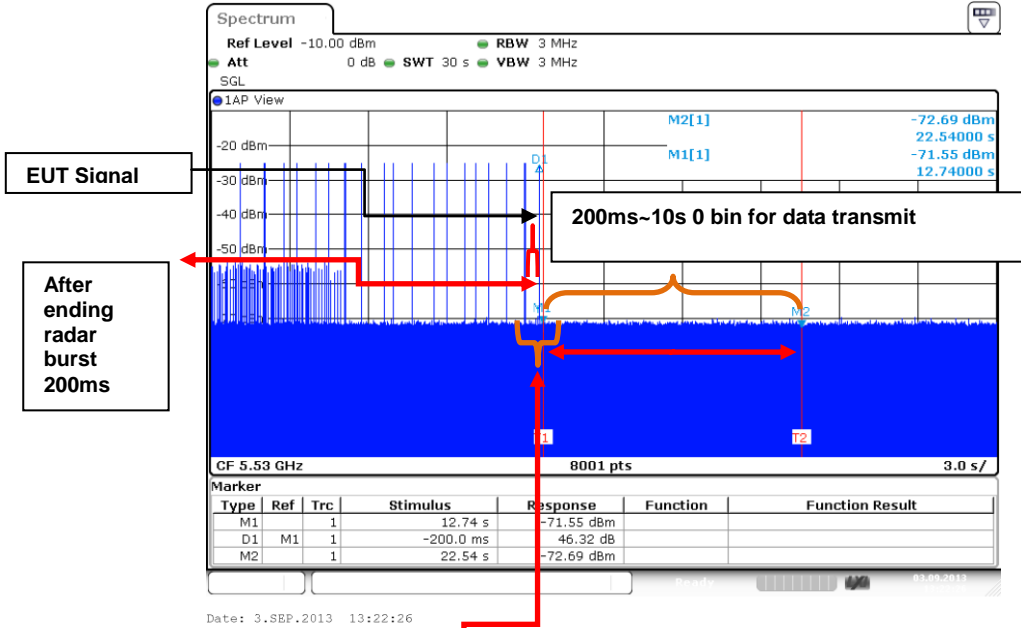 Spectrum
Ref Level -10.00 dBm RBW 3 MHz
Att 0 dB SWT 30 s VBW 3 MHz
SGL
1AP View
M2[1] -72.69 dBm
22.54000 s
M1[1] -71.55 dBm
12.74000 s
-20 dBm
D1
EUT Signal
-30 dBm
200ms~10s 0 bin for data transmit
-40 dBm
-50 dBm
After
ending
radar
burst
200ms
M1
M2
T2
CF 5.53 GHz 8001 pts 3.0 s/
Marker
Type Ref Trc Stimulus Response Function Function Result
M1 1 12.74 s -71.55 dBm
D1 M1 1 -200.0 ms 46.32 dB
M2 1 22.54 s -72.69 dBm
Ready 03.09.2013
Date: 3.SEP.2013 13:22:26